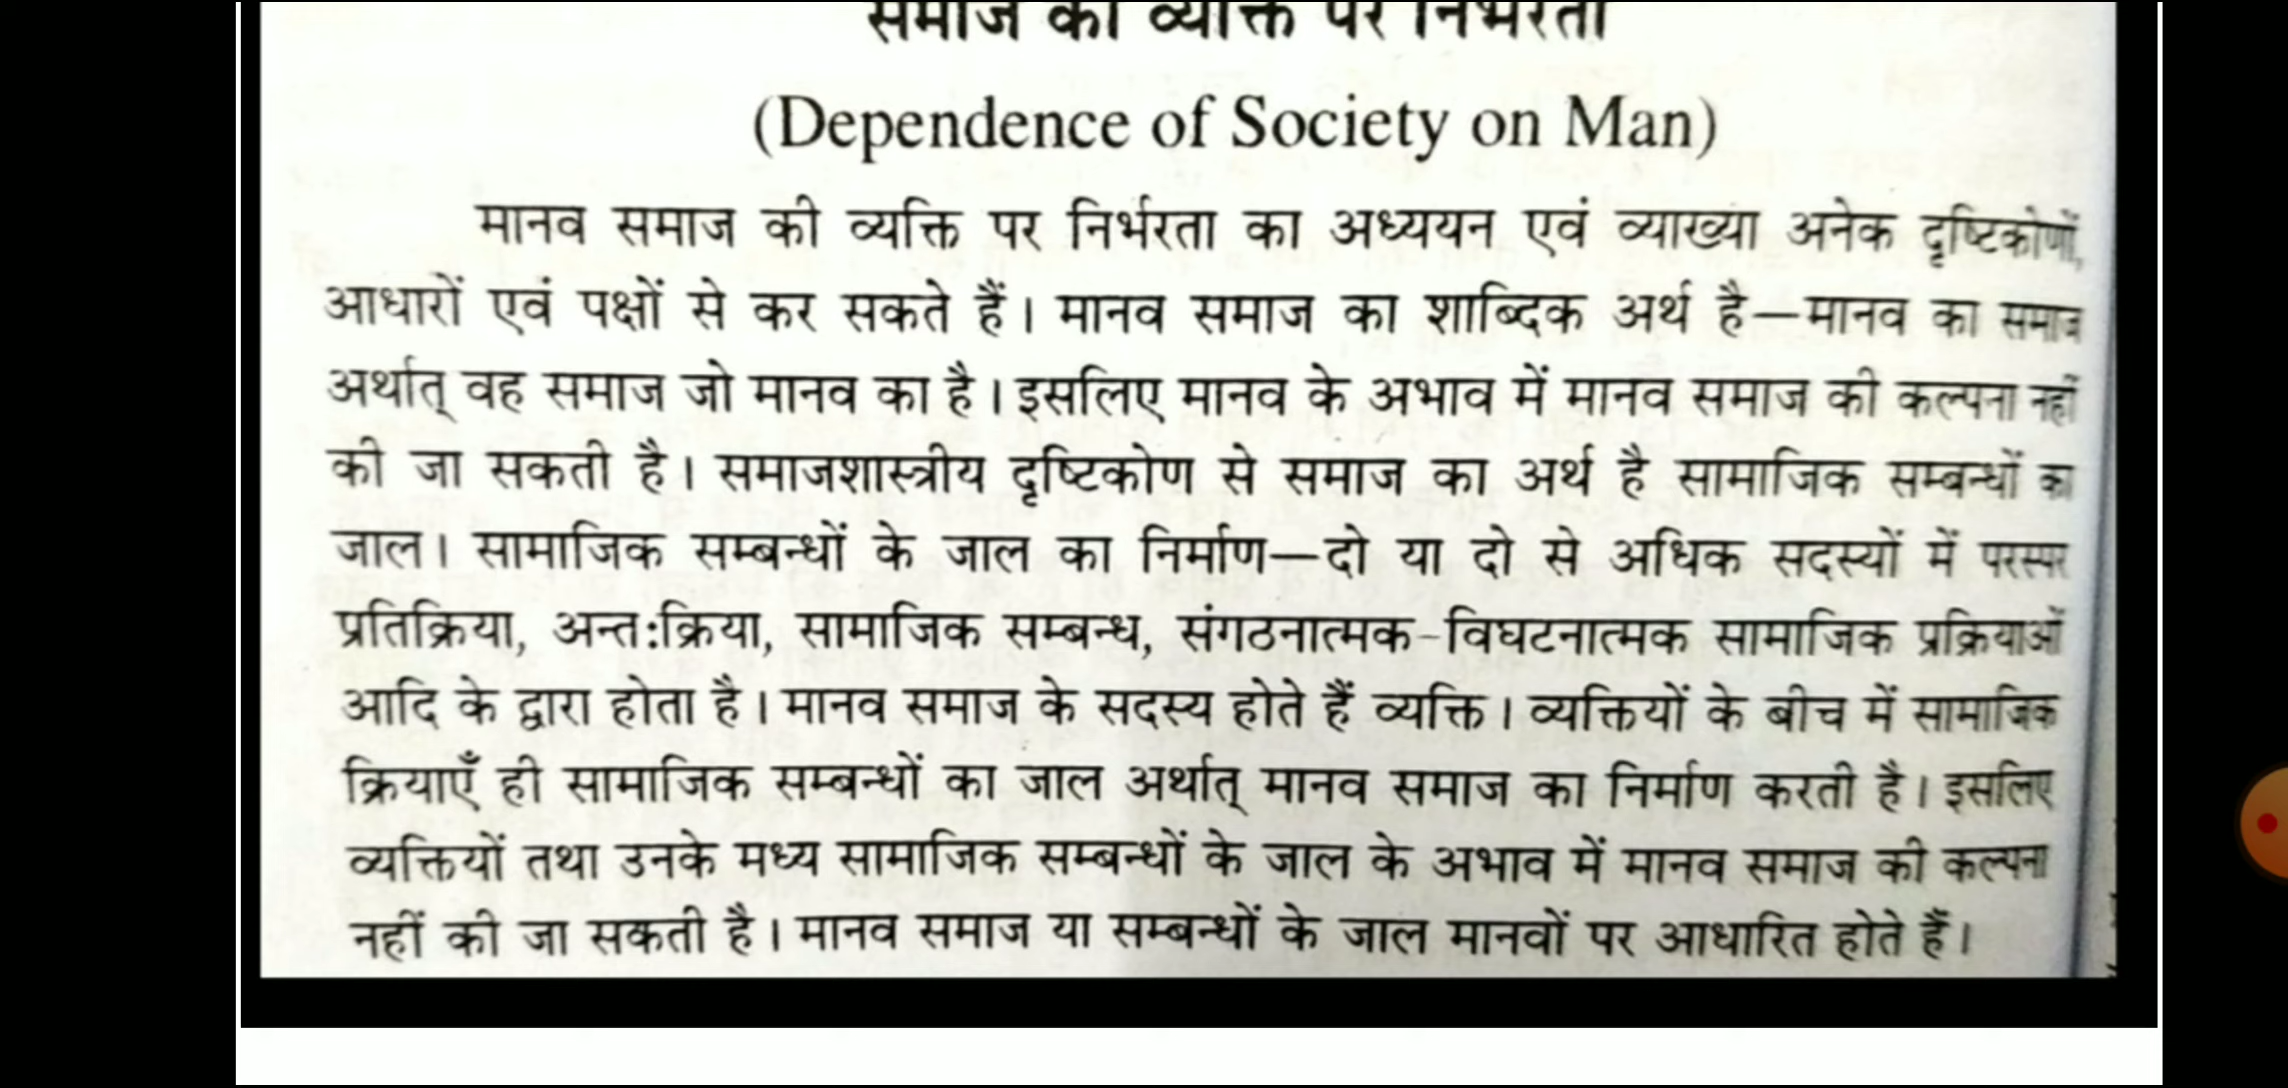 समाज की व्यक्ति पर निर्भरता
(Dependence of Society on Man)
मानव समाज की व्यक्ति पर निर्भरता का अध्ययन एवं व्याख्या अनेक दृष्टिकोणों,
आधारों एवं पक्षों से कर सकते हैं। मानव समाज का शाब्दिक अर्थ है—मानव का समाज
अर्थात् वह समाज जो मानव का है। इसलिए मानव के अभाव में मानव समाज की कल्पना नहीं
की जा सकती है। समाजशास्त्रीय दृष्टिकोण से समाज का अर्थ है सामाजिक सम्बन्धों का
जाल। सामाजिक सम्बन्धों के जाल का निर्माण—दो या दो से अधिक सदस्यों में परस्पर
प्रतिक्रिया, अन्त:क्रिया, सामाजिक सम्बन्ध, संगठनात्मक-विघटनात्मक सामाजिक प्रक्रियाओं
आदि के द्वारा होता है। मानव समाज के सदस्य होते हैं व्यक्ति। व्यक्तियों के बीच में सामाजिक
क्रियाएँ ही सामाजिक सम्बन्धों का जाल अर्थात् मानव समाज का निर्माण करती है। इसलिए
व्यक्तियों तथा उनके मध्य सामाजिक सम्बन्धों के जाल के अभाव में मानव समाज की कल्पना
नहीं की जा सकती है। मानव समाज या सम्बन्धों के जाल मानवों पर आधारित होते हैं।